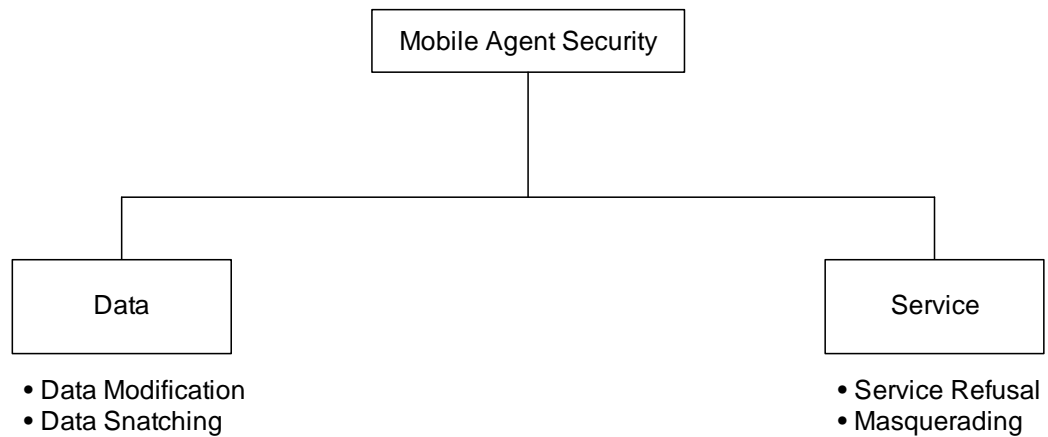 Mobile Agent Security
Data
Service
• Data Modification
• Data Snatching
• Service Refusal
• Masquerading